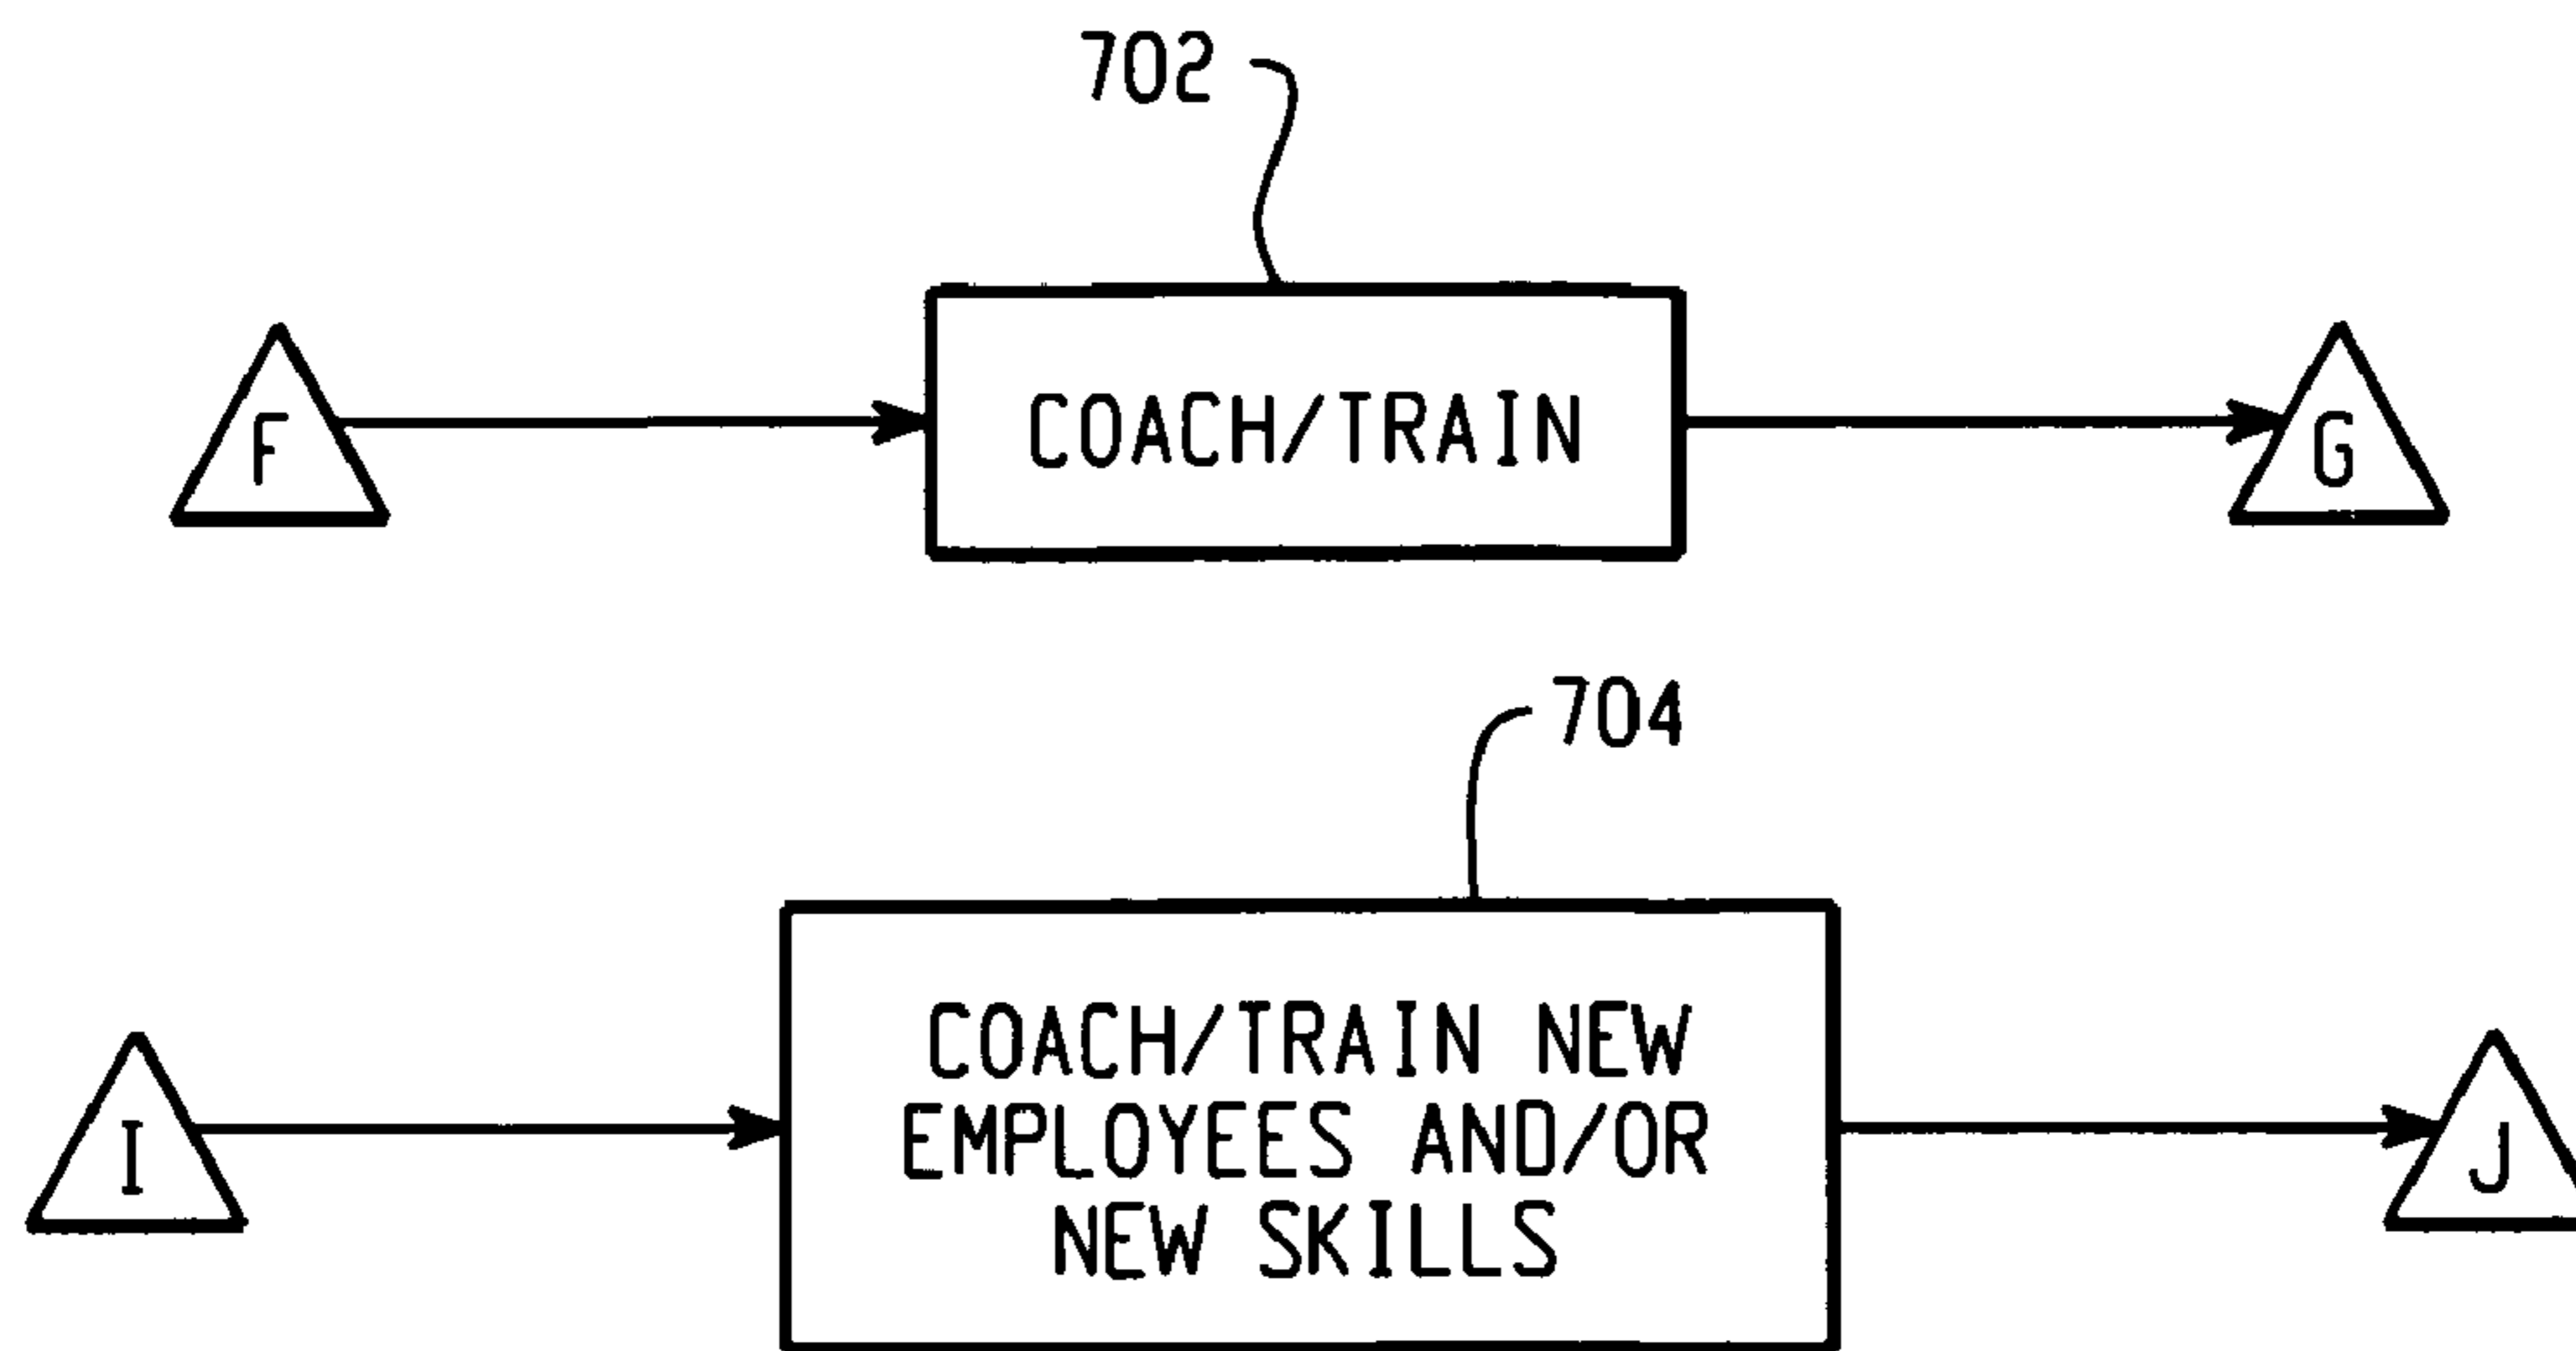 702
F
COACH/TRAIN
G
704
I
COACH/TRAIN NEW
EMPLOYEES AND/OR
NEW SKILLS
J